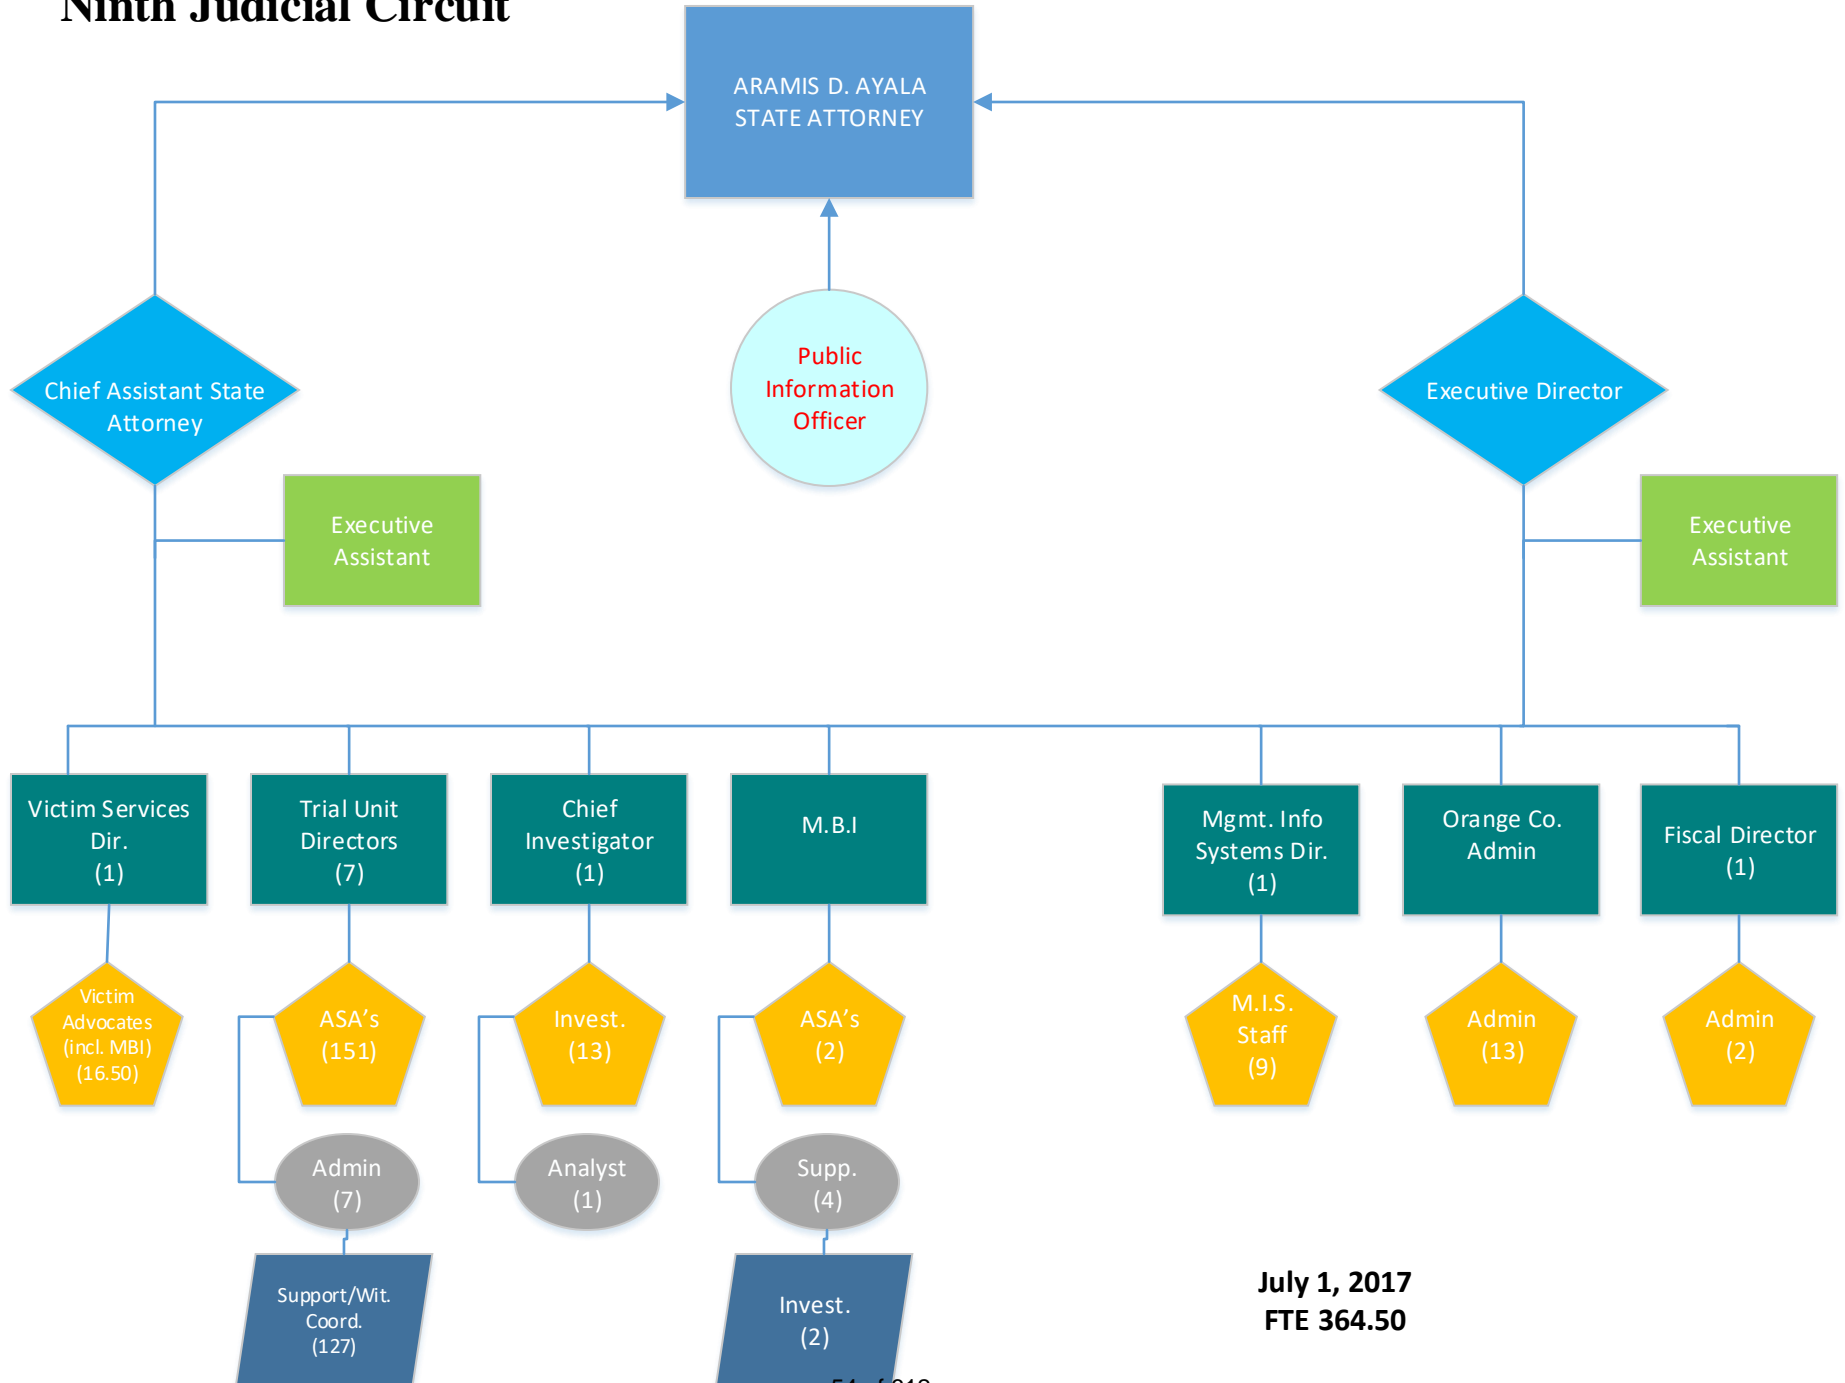 Ninth Judicial Circuit
ARAMIS D. AYALA
STATE ATTORNEY
Public
Information
Officer
Chief Assistant State
Attorney
Executive Director
Executive
Assistant
Executive
Assistant
Victim Services
Dir.
(1)
Trial Unit
Directors
(7)
Chief
Investigator
(1)
M.B.I
Mgmt. Info
Systems Dir.
(1)
Orange Co.
Admin
Fiscal Director
(1)
Victim
Advocates
(incl. MBI)
(16.50)
ASA's
(151)
Invest.
(13)
ASA's
(2)
M.I.S.
Staff
(9)
Admin
(13)
Admin
(2)
Admin
(7)
Analyst
(1)
Supp.
(4)
Support/Wit.
Coord.
(127)
Invest.
(2)
July 1, 2017
FTE 364.50